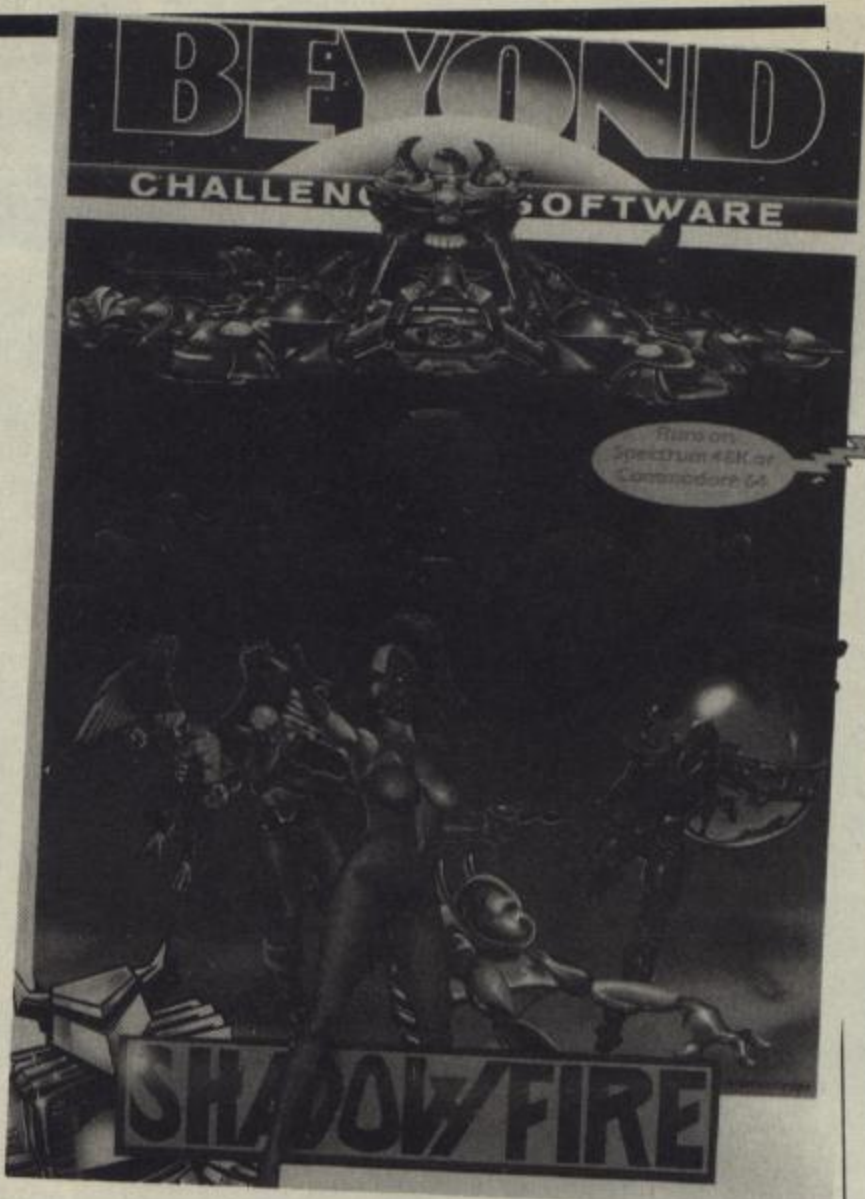 BEYOND
CHALLENG SOFTWARE
Runs on
Spectrum 48K or
Commodore 64
SHADOWFIRE